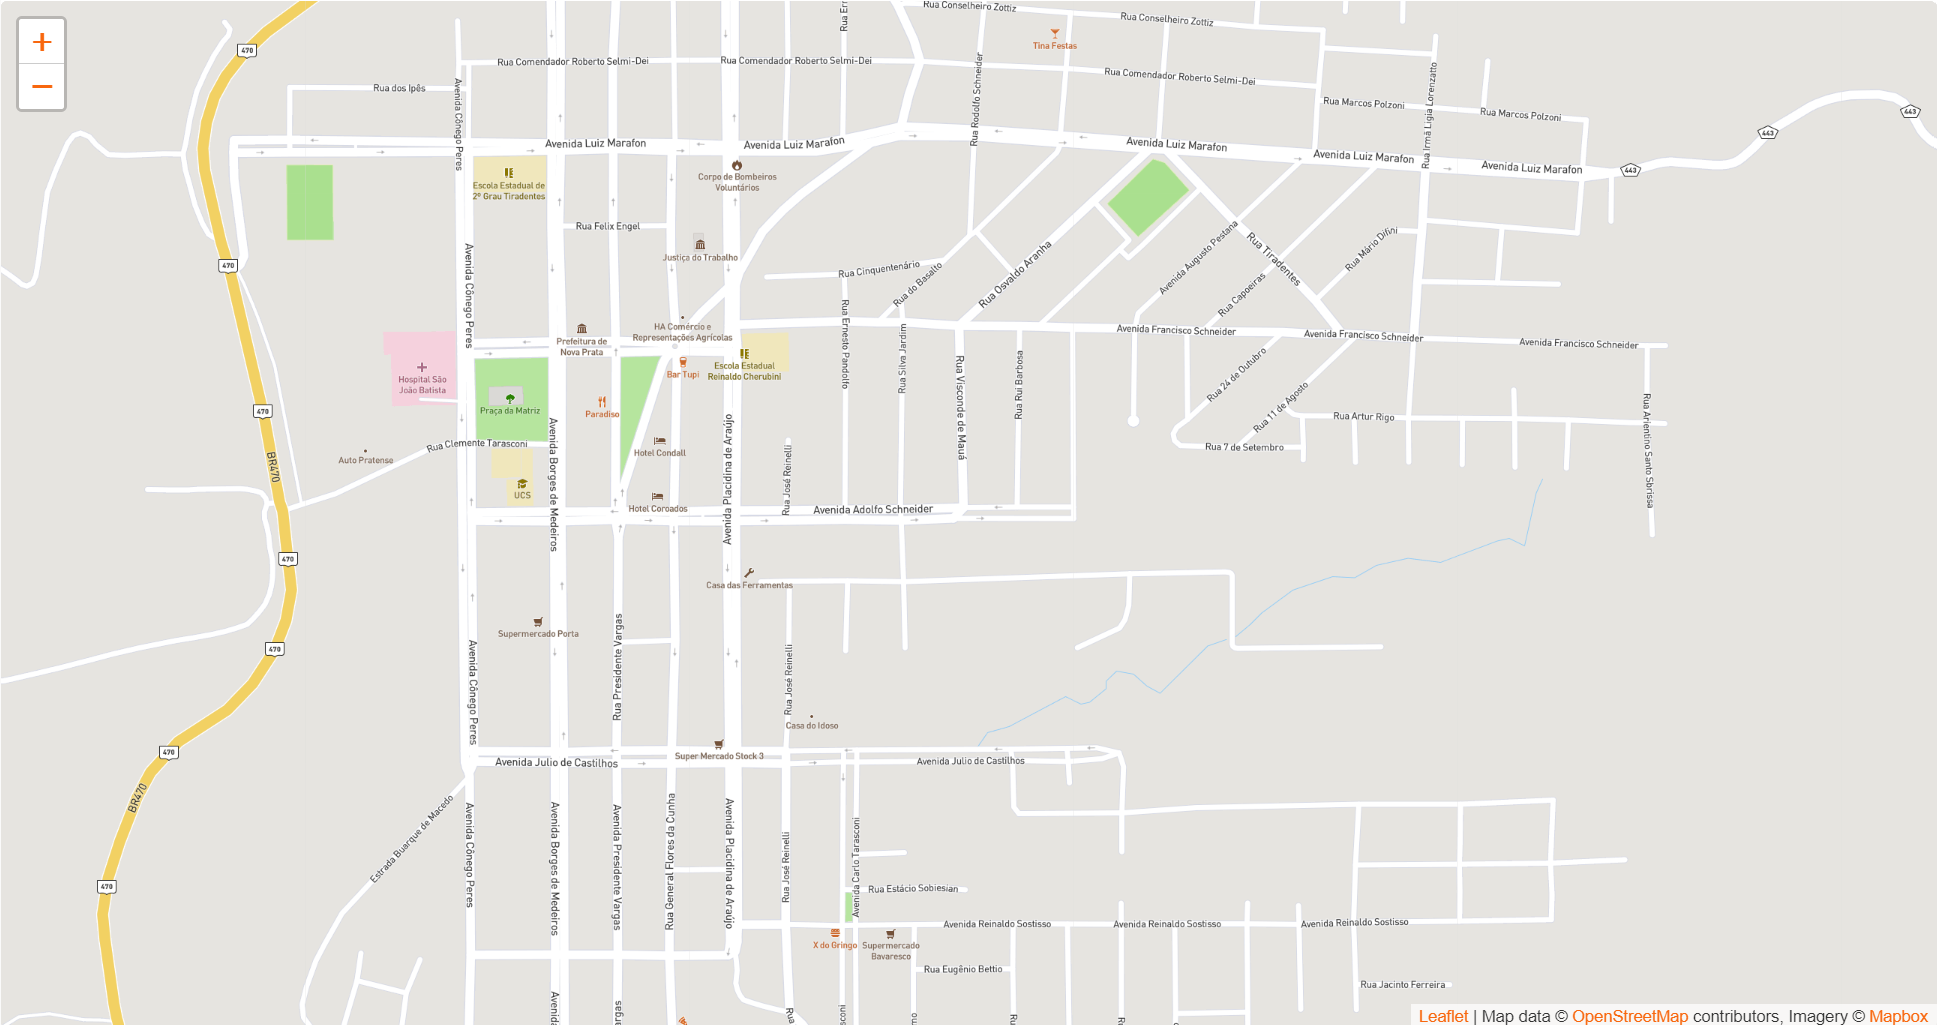 +
−
Rua Conselheiro Zottiz
Rua Conselheiro Zottiz
Tina Festas
470
Rua Comendador Roberto Selmi-Dei
Rua Comendador Roberto Selmi-Dei
Rua Comendador Roberto Selmi-Dei
Rua dos Ipês
Avenida Cônego Peres
Rua Rodolfo Schneider
Rua Irmã Ligia Lorenzatto
Rua Marcos Polzoni
Rua Marcos Polzoni
443
443
443
Avenida Luiz Marafon
Avenida Luiz Marafon
Avenida Luiz Marafon
Avenida Luiz Marafon
Avenida Luiz Marafon
Escola Estadual de
2º Grau Tiradentes
Corpo de Bombeiros
Voluntários
Rua Felix Engel
Justiça do Trabalho
470
Rua Cinquentenário
Rua do Basalto
Rua Osvaldo Aranha
Avenida Augusto Pestana
Rua Tiradentes
Rua Mário Difini
Rua Capoeiras
Avenida Cônego Peres
HA Comércio e
Representações Agrícolas
Prefeitura de
Nova Prata
Avenida Francisco Schneider
Avenida Francisco Schneider
Avenida Francisco Schneider
Hospital São
João Batista
Bar Tupi
Escola Estadual
Reinaldo Cherubini
Rua Ernesto Pandolfo
Rua Silva Jardim
Rua Visconde de Mauá
Rua Rui Barbosa
Rua 24 de Outubro
Rua 11 de Agosto
Rua Artur Rigo
Rua 7 de Setembro
Rua Arientino Santo Sbrissa
470
Praça da Matriz
Paradiso
Rua Clemente Tarasconi
Auto Pratense
BR470
Hotel Condall
UCS
Hotel Coroados
Avenida Borges de Medeiros
Avenida Placidina de Araújo
Rua José Reinelli
Avenida Adolfo Schneider
470
Casa das Ferramentas
Supermercado Porta
470
Avenida Cônego Peres
Rua Presidente Vargas
Rua José Reinelli
Casa do Idoso
470
Super Mercado Stock 3
Avenida Julio de Castilhos
Avenida Julio de Castilhos
BR470
Estrada Buarque de Macedo
Avenida Cônego Peres
Avenida Borges de Medeiros
Avenida Presidente Vargas
Rua General Flores da Cunha
Avenida Placidina de Araújo
Rua José Reinelli
Avenida Carlo Tarasconi
470
Rua Estácio Sobiesian
Avenida Reinaldo Sostisso
Avenida Reinaldo Sostisso
Avenida Reinaldo Sostisso
X do Gringo
Supermercado
Bavaresco
Rua Eugênio Bettio
Rua Jacinto Ferreira
Leaflet | Map data © OpenStreetMap contributors, Imagery © Mapbox